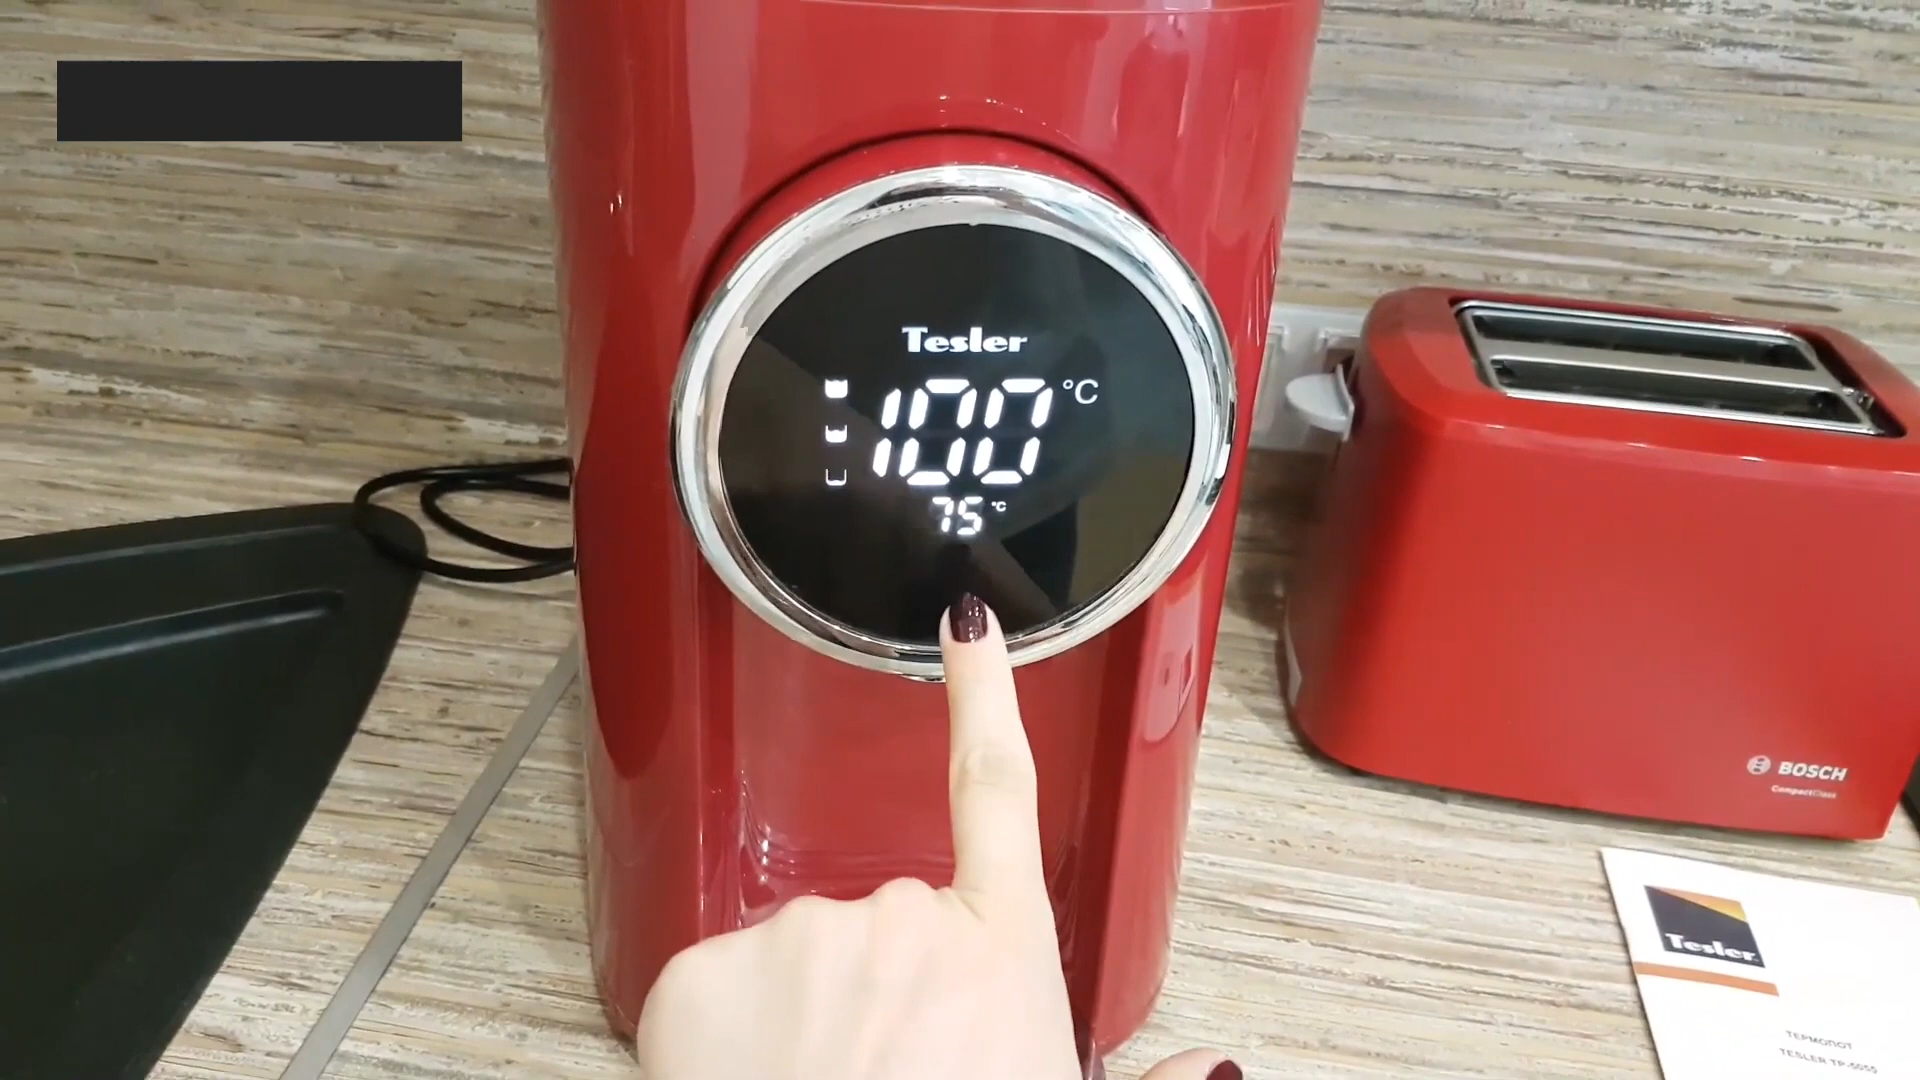 Tesler
100 °C
75 °C
BOSCH
CompactClass
Tesler
ТЕРМОПОТ
TESLER TP-5055